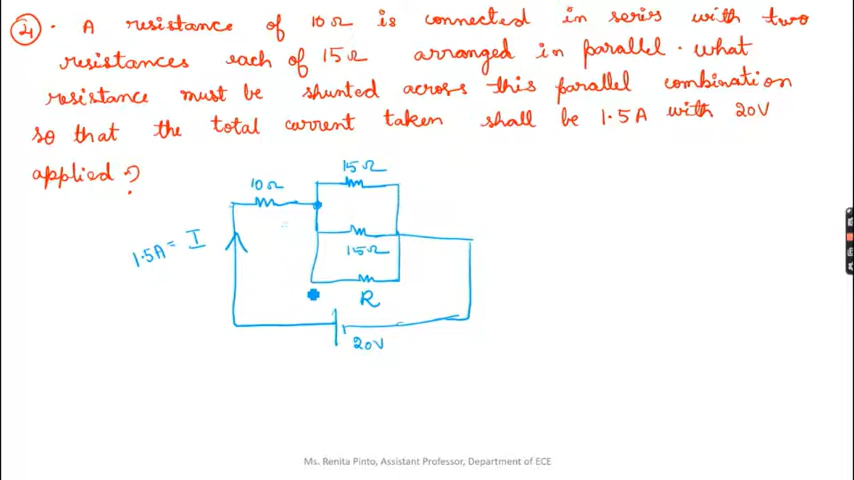 2. A resistance of 10Ω is connected in series with two
resistances each of 15Ω arranged in parallel. what
resistance must be shunted across this parallel combination
so that the total current taken shall be 1.5A with 20V
applied?
15Ω
10Ω
1.5A = I
15Ω
R
20V
Ms. Renita Pinto, Assistant Professor, Department of ECE